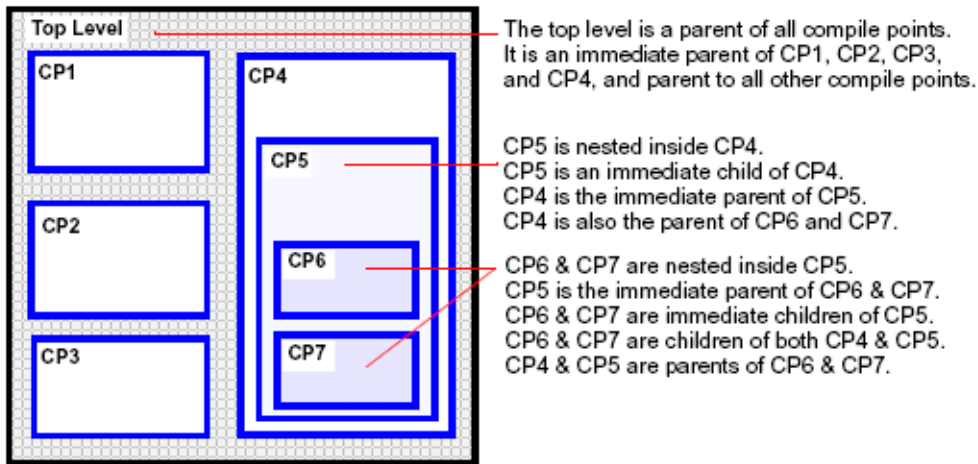 Top Level
CP1
CP2
CP3
CP4
CP5
CP6
CP7
The top level is a parent of all compile points.
It is an immediate parent of CP1, CP2, CP3,
and CP4, and parent to all other compile points.
CP5 is nested inside CP4.
CP5 is an immediate child of CP4.
CP4 is the immediate parent of CP5.
CP4 is also the parent of CP6 and CP7.
CP6 & CP7 are nested inside CP5.
CP5 is the immediate parent of CP6 & CP7.
CP6 & CP7 are immediate children of CP5.
CP6 & CP7 are children of both CP4 & CP5.
CP4 & CP5 are parents of CP6 & CP7.